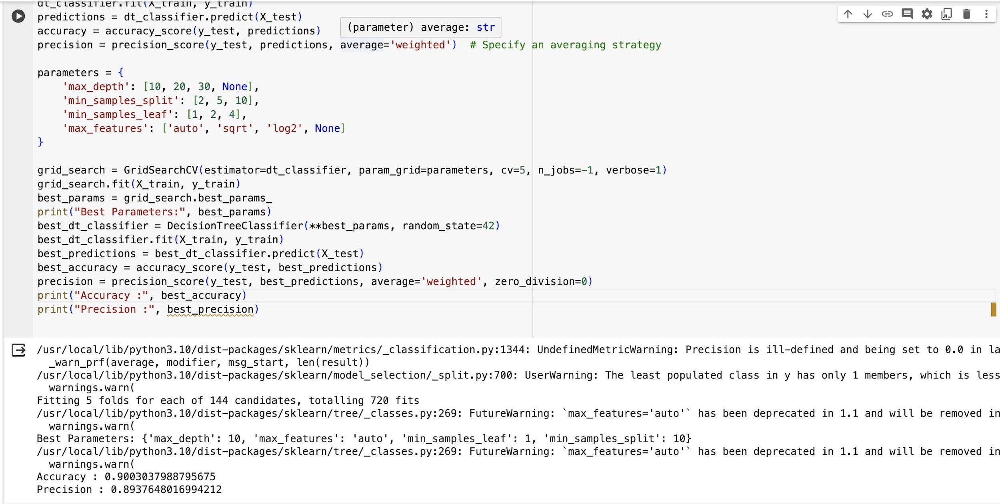 dt_classifier.fit(X_train, y_train)
predictions = dt_classifier.predict(X_test)
(parameter) average: str
accuracy = accuracy_score(y_test, predictions)
precision = precision_score(y_test, predictions, average='weighted')  # Specify an averaging strategy
parameters = {
    'max_depth': [10, 20, 30, None],
    'min_samples_split': [2, 5, 10],
    'min_samples_leaf': [1, 2, 4],
    'max_features': ['auto', 'sqrt', 'log2', None]
}
grid_search = GridSearchCV(estimator=dt_classifier, param_grid=parameters, cv=5, n_jobs=-1, verbose=1)
grid_search.fit(X_train, y_train)
best_params = grid_search.best_params_
print("Best Parameters:", best_params)
best_dt_classifier = DecisionTreeClassifier(**best_params, random_state=42)
best_dt_classifier.fit(X_train, y_train)
best_predictions = best_dt_classifier.predict(X_test)
best_accuracy = accuracy_score(y_test, best_predictions)
precision = precision_score(y_test, best_predictions, average='weighted', zero_division=0)
print("Accuracy :", best_accuracy)
print("Precision :", best_precision)
/usr/local/lib/python3.10/dist-packages/sklearn/metrics/_classification.py:1344: UndefinedMetricWarning: Precision is ill-defined and being set to 0.0 in la
  _warn_prf(average, modifier, msg_start, len(result))
/usr/local/lib/python3.10/dist-packages/sklearn/model_selection/_split.py:700: UserWarning: The least populated class in y has only 1 members, which is less
  warnings.warn(
Fitting 5 folds for each of 144 candidates, totalling 720 fits
/usr/local/lib/python3.10/dist-packages/sklearn/tree/_classes.py:269: FutureWarning: `max_features='auto'` has been deprecated in 1.1 and will be removed in
  warnings.warn(
Best Parameters: {'max_depth': 10, 'max_features': 'auto', 'min_samples_leaf': 1, 'min_samples_split': 10}
/usr/local/lib/python3.10/dist-packages/sklearn/tree/_classes.py:269: FutureWarning: `max_features='auto'` has been deprecated in 1.1 and will be removed in
  warnings.warn(
Accuracy : 0.9003037988795675
Precision : 0.8937648016994212